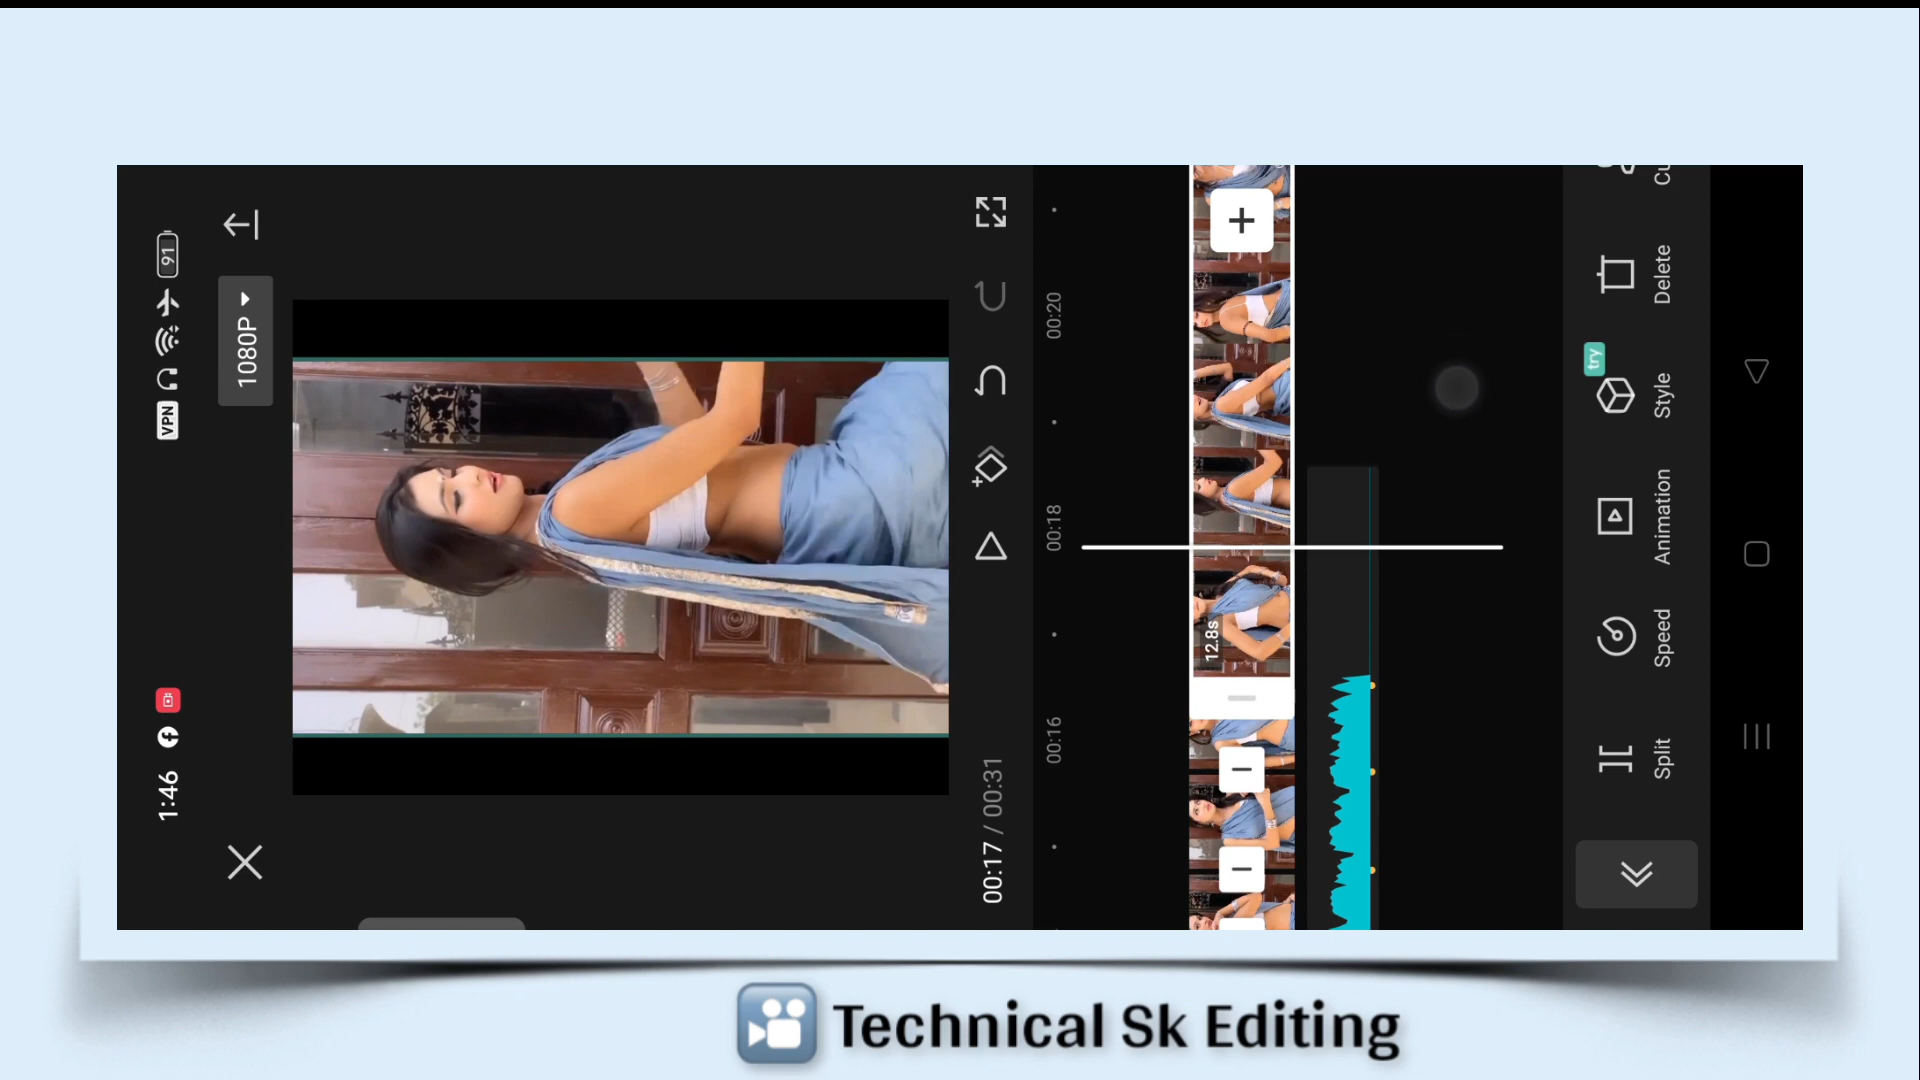 1:46
VPN
91
1080P
00:17 / 00:31
00:16
00:18
00:20
12.8s
Split
Speed
Animation
try
Style
Delete
Technical Sk Editing